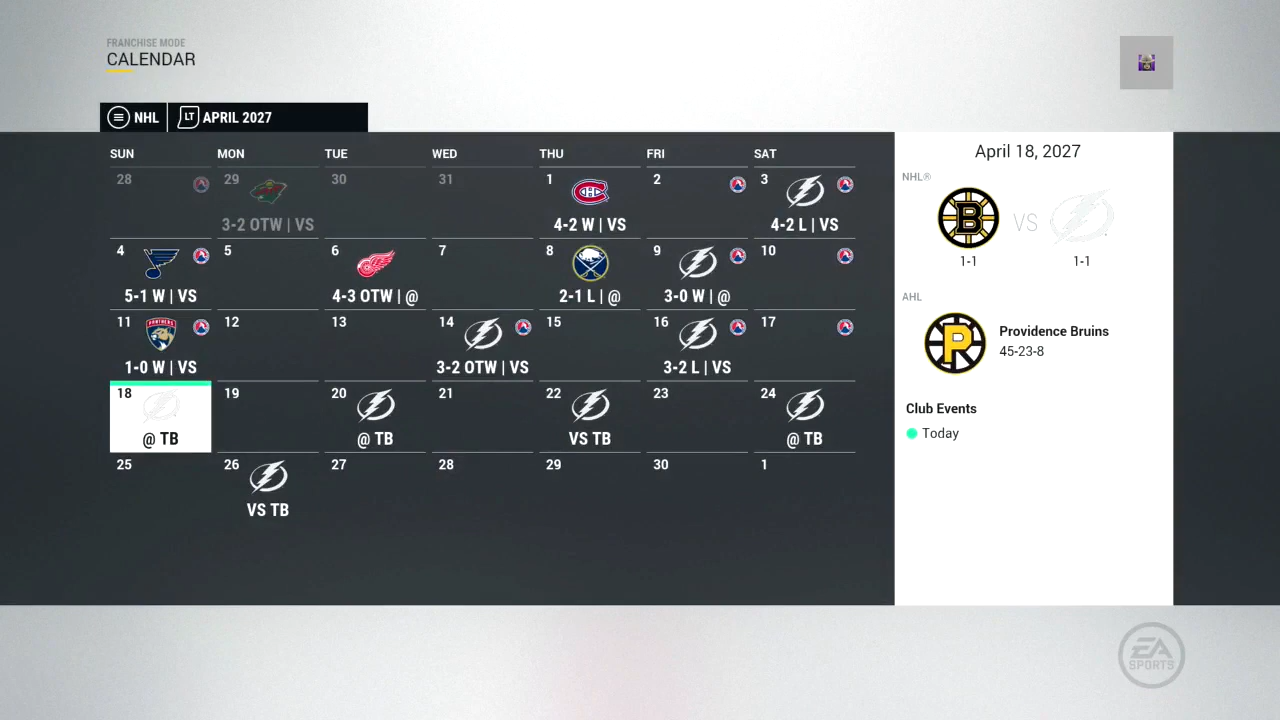 FRANCHISE MODE
CALENDAR
NHL
LT APRIL 2027
SUN MON TUE WED THU FRI SAT
28 29 30 31 1 2 3
3-2 OTW | VS 4-2 W | VS 4-2 L | VS
4 5 6 7 8 9 10
5-1 W | VS 4-3 OTW | @ 2-1 L | @ 3-0 W | @
11 12 13 14 15 16 17
PANTHERS
1-0 W | VS 3-2 OTW | VS 3-2 L | VS
18 19 20 21 22 23 24
@ TB @ TB VS TB @ TB
25 26 27 28 29 30 1
VS TB
April 18, 2027
NHL®
B VS
1-1 1-1
AHL
P
Providence Bruins
45-23-8
Club Events
Today
EA
SPORTS